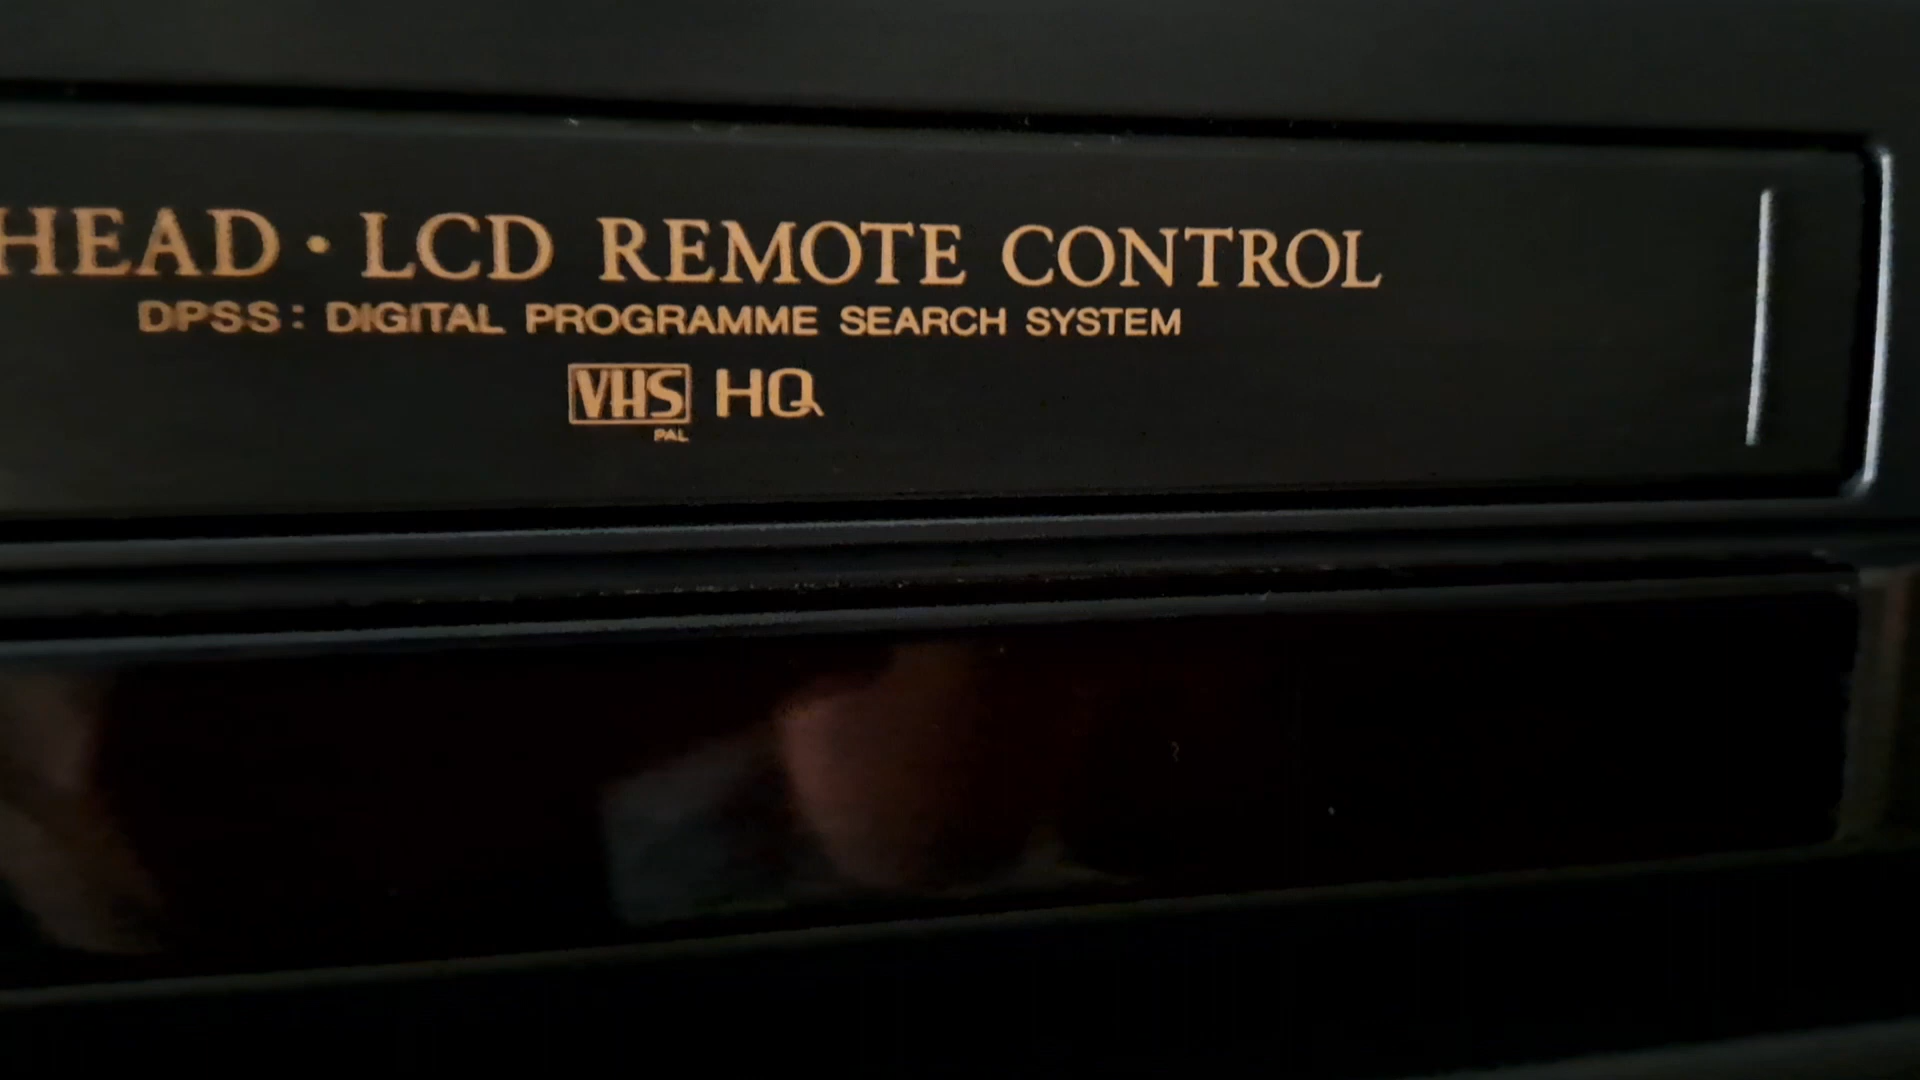 HEAD · LCD REMOTE CONTROL
DPSS: DIGITAL PROGRAMME SEARCH SYSTEM
VHS HQ
PAL